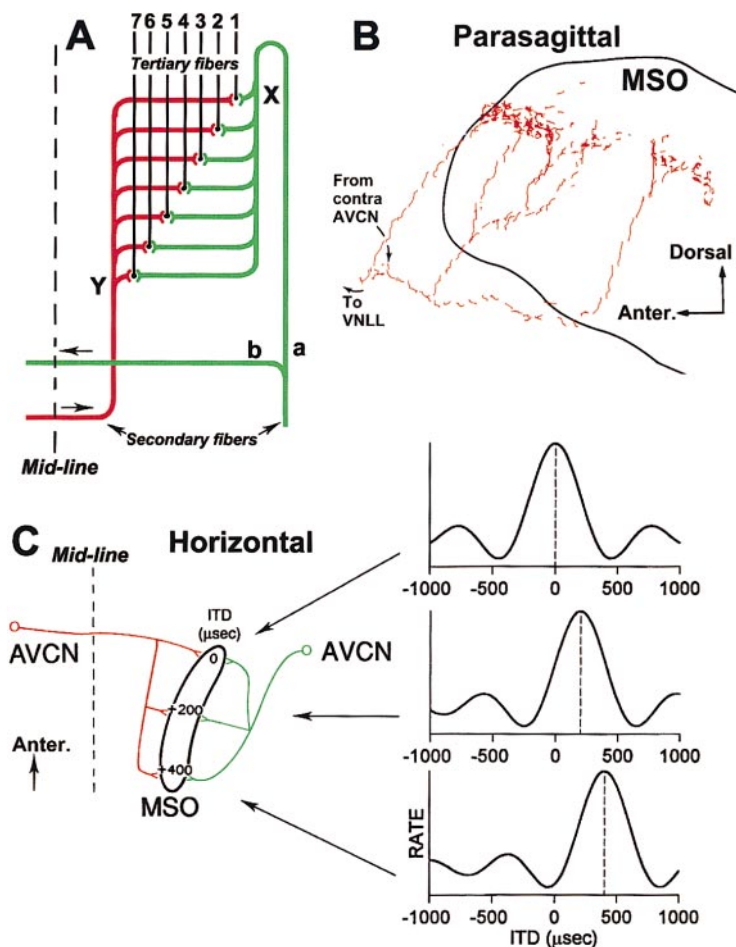 A
7 6 5 4 3 2 1
Tertiary fibers
X
Y
b
a
Secondary fibers
Mid-line
B
Parasagittal
MSO
From
contra
AVCN
To
VNLL
Dorsal
Anter.
C
Horizontal
Mid-line
ITD
(μsec)
AVCN
AVCN
0
+200
+400
Anter.
MSO
-1000 -500 0 500 1000
-1000 -500 0 500 1000
RATE
-1000 -500 0 500 1000
ITD (μsec)